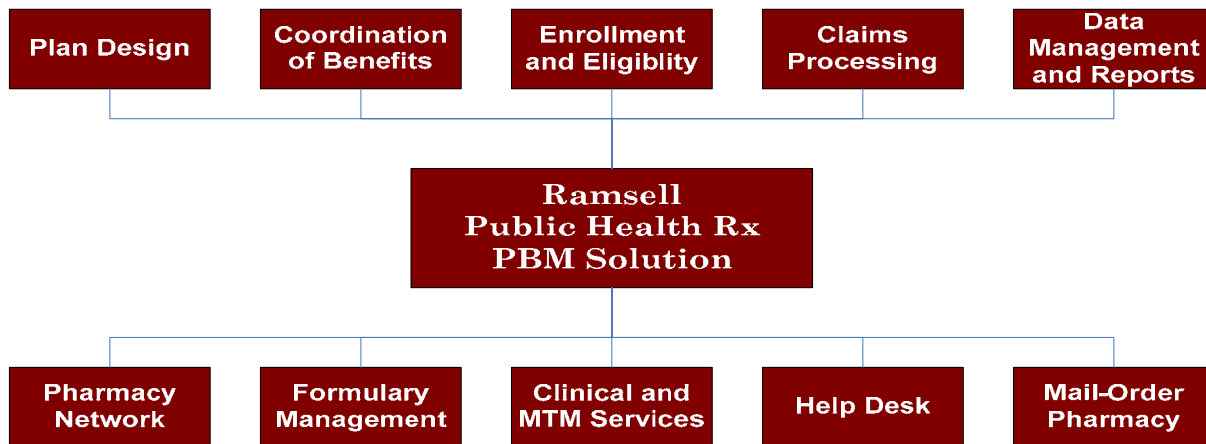 Plan Design
Coordination
of Benefits
Enrollment
and Eligiblity
Claims
Processing
Data
Management
and Reports
Ramsell
Public Health Rx
PBM Solution
Pharmacy
Network
Formulary
Management
Clinical and
MTM Services
Help Desk
Mail-Order
Pharmacy